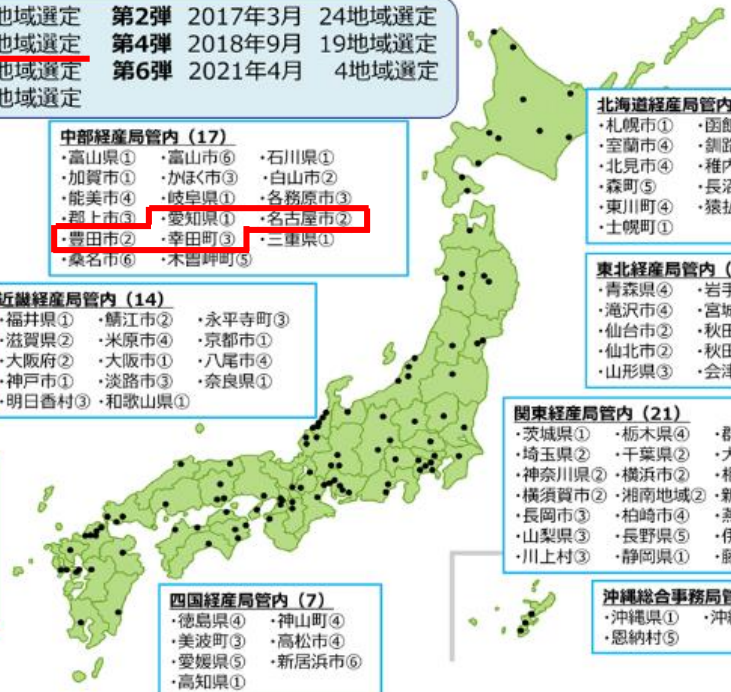 地域選定 第2弾 2017年3月 24地域選定
地域選定 第4弾 2018年9月 19地域選定
地域選定 第6弾 2021年4月 4地域選定
地域選定
中部経産局管内（17）
・富山県① ・富山市⑥ ・石川県①
・加賀市① ・かほく市③ ・白山市②
・能美市④ ・岐阜県① ・各務原市③
・郡上市③ ・愛知県① ・名古屋市②
・豊田市② ・幸田町③ ・三重県①
・桑名市⑥ ・木曽岬町⑤
近畿経産局管内（14）
・福井県① ・鯖江市② ・永平寺町③
・滋賀県② ・米原市④ ・京都市①
・大阪府② ・大阪市① ・八尾市④
・神戸市① ・淡路市③ ・奈良県①
・明日香村③ ・和歌山県①
北海道経産局管内
・札幌市① ・函館
・室蘭市④ ・釧路
・北見市④ ・稚内
・森町⑤ ・長沼
・東川町④ ・猿払
・士幌町①
東北経産局管内（
・青森県④ ・岩手
・滝沢市④ ・宮城
・仙台市② ・秋田
・仙北市② ・秋田
・山形県③ ・会津
関東経産局管内（21）
・茨城県① ・栃木県④
・埼玉県② ・千葉県②
・神奈川県② ・横浜市② ・相
・横須賀市② ・湘南地域② ・新
・長岡市③ ・柏崎市④ ・燕
・山梨県③ ・長野県⑤ ・伊
・川上村③ ・静岡県① ・藤
四国経産局管内（7）
・徳島県④ ・神山町④
・美波町③ ・高松市④
・愛媛県⑤ ・新居浜市⑥
・高知県①
沖縄総合事務局管
・沖縄県① ・沖縄
・恩納村⑤